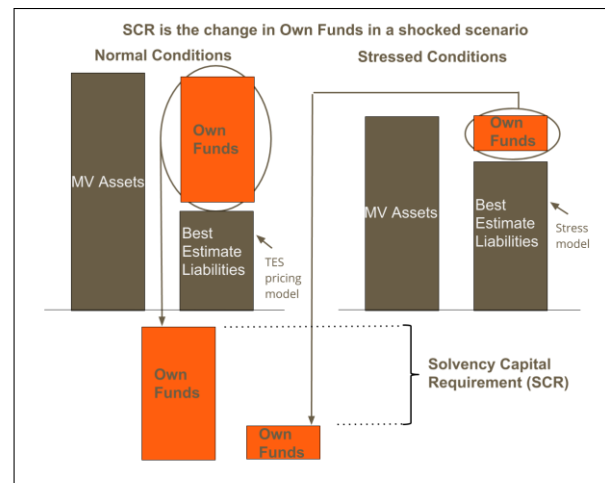 SCR is the change in Own Funds in a shocked scenario
Normal Conditions
Stressed Conditions
MV Assets
Own
Funds
Best
Estimate
Liabilities
TES
pricing
model
MV Assets
Own
Funds
Best
Estimate
Liabilities
Stress
model
Own
Funds
Own
Funds
Solvency Capital
Requirement (SCR)